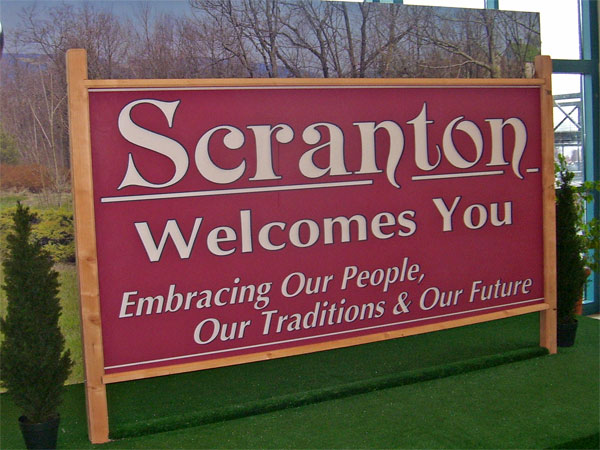 Scranton
Welcomes You
Embracing Our People,
Our Traditions & Our Future